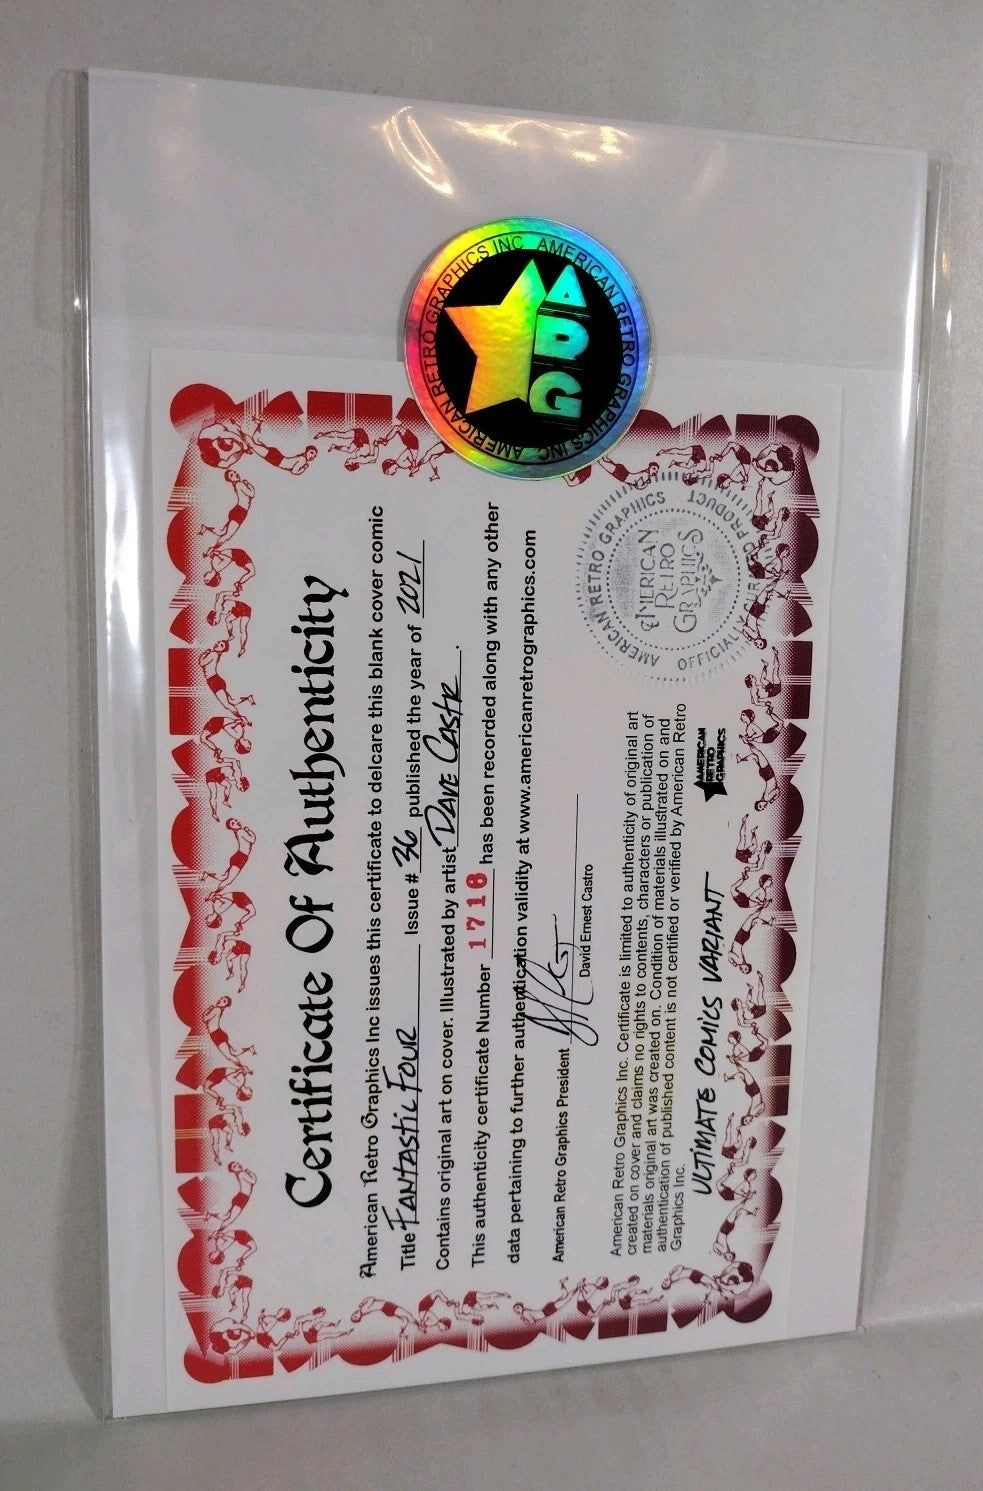 AMERICAN RETRO GRAPHICS INC AMERICAN RETRO GRAPHICS INC
ARG
Certificate Of Authenticity
American Retro Graphics Inc issues this certificate to delcare this blank cover comic
Title Fantastic Four Issue # 36 published the year of 2021
Contains original art on cover. Illustrated by artist Dave Castr.
This authenticity certificate Number 1716 has been recorded along with any other
data pertaining to further authentication validity at www.americanretrographics.com
American Retro Graphics President
David Ernest Castro
American Retro Graphics Inc. Certificate is limited to authenticity of original art
created on cover and claims no rights to contents, characters or publication of
materials original art was created on. Condition of materials illustrated on and
authentication of published content is not certified or verified by American Retro
Graphics Inc.
AMERICAN
RETRO
GRAPHICS
ULTIMATE COMICS VARIANT
AMERICAN RETRO GRAPHICS
OFFICIALLY CURATED PRODUCT
AMERICAN
RETRO
GRAPHICS